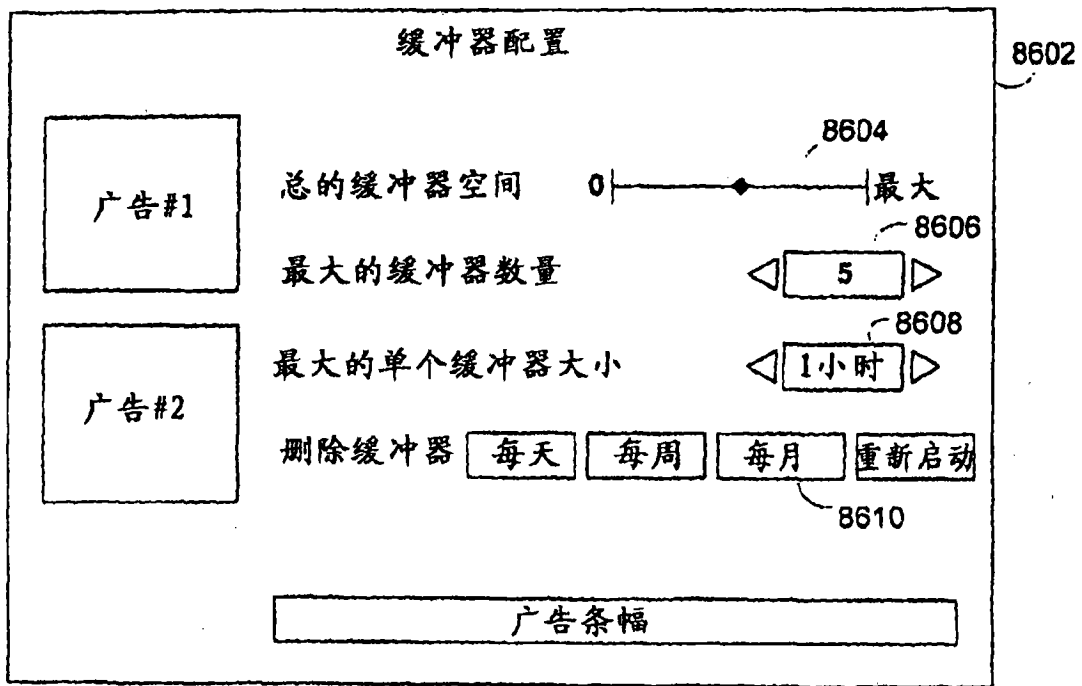 缓冲器配置
8602
广告#1
8604
总的缓冲器空间 0 最大
8606
最大的缓冲器数量 5
广告#2
8608
最大的单个缓冲器大小 1小时
删除缓冲器 每天 每周 每月 重新启动
8610
广告条幅